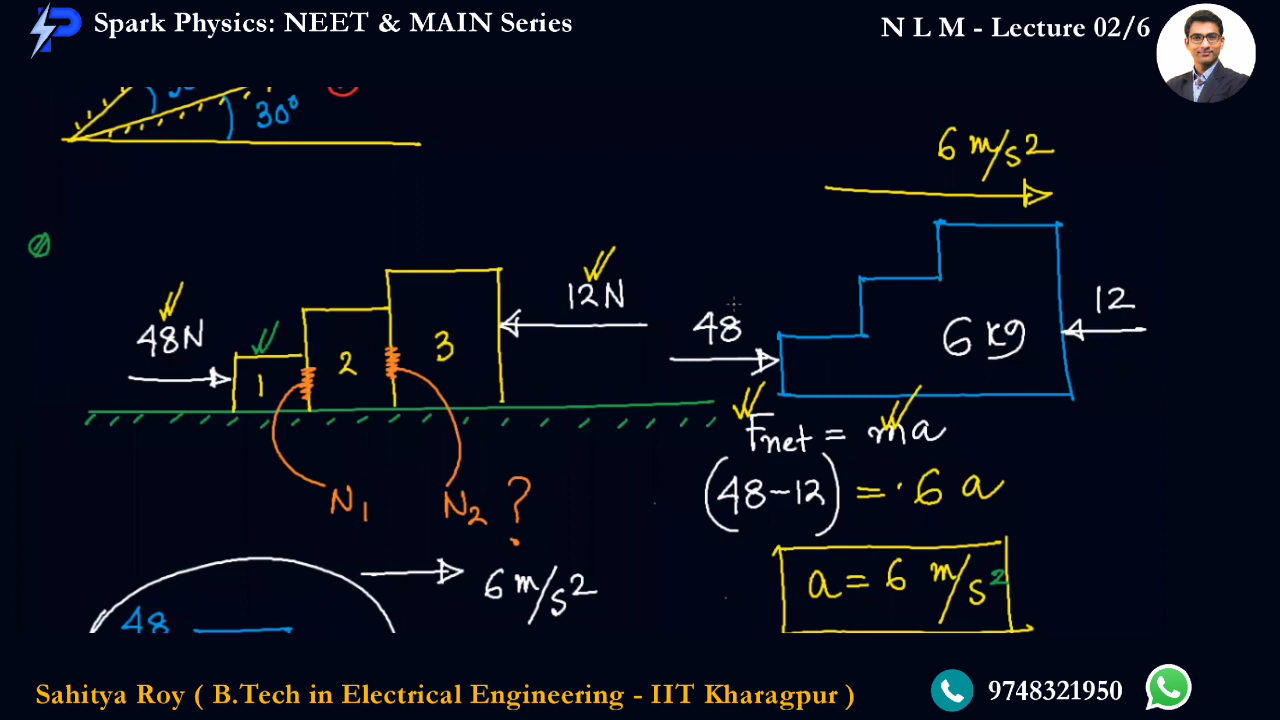 Spark Physics: NEET & MAIN Series
N L M - Lecture 02/6
30°
6 m/s2
48N
12N
1
2
3
48
6 kg
12
Fnet = ma
(48-12) = 6 a
N1
N2 ?
6 m/s2
a = 6 m/s2
48
Sahitya Roy ( B.Tech in Electrical Engineering - IIT Kharagpur )
9748321950